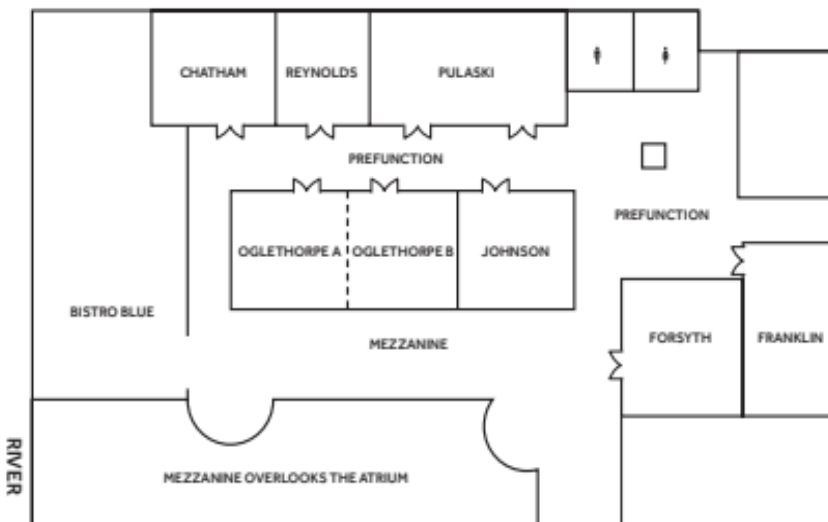 CHATHAM
REYNOLDS
PULASKI
PREFUNCTION
PREFUNCTION
OGLETHORPE A
OGLETHORPE B
JOHNSON
BISTRO BLUE
MEZZANINE
FORSYTH
FRANKLIN
RIVER
MEZZANINE OVERLOOKS THE ATRIUM